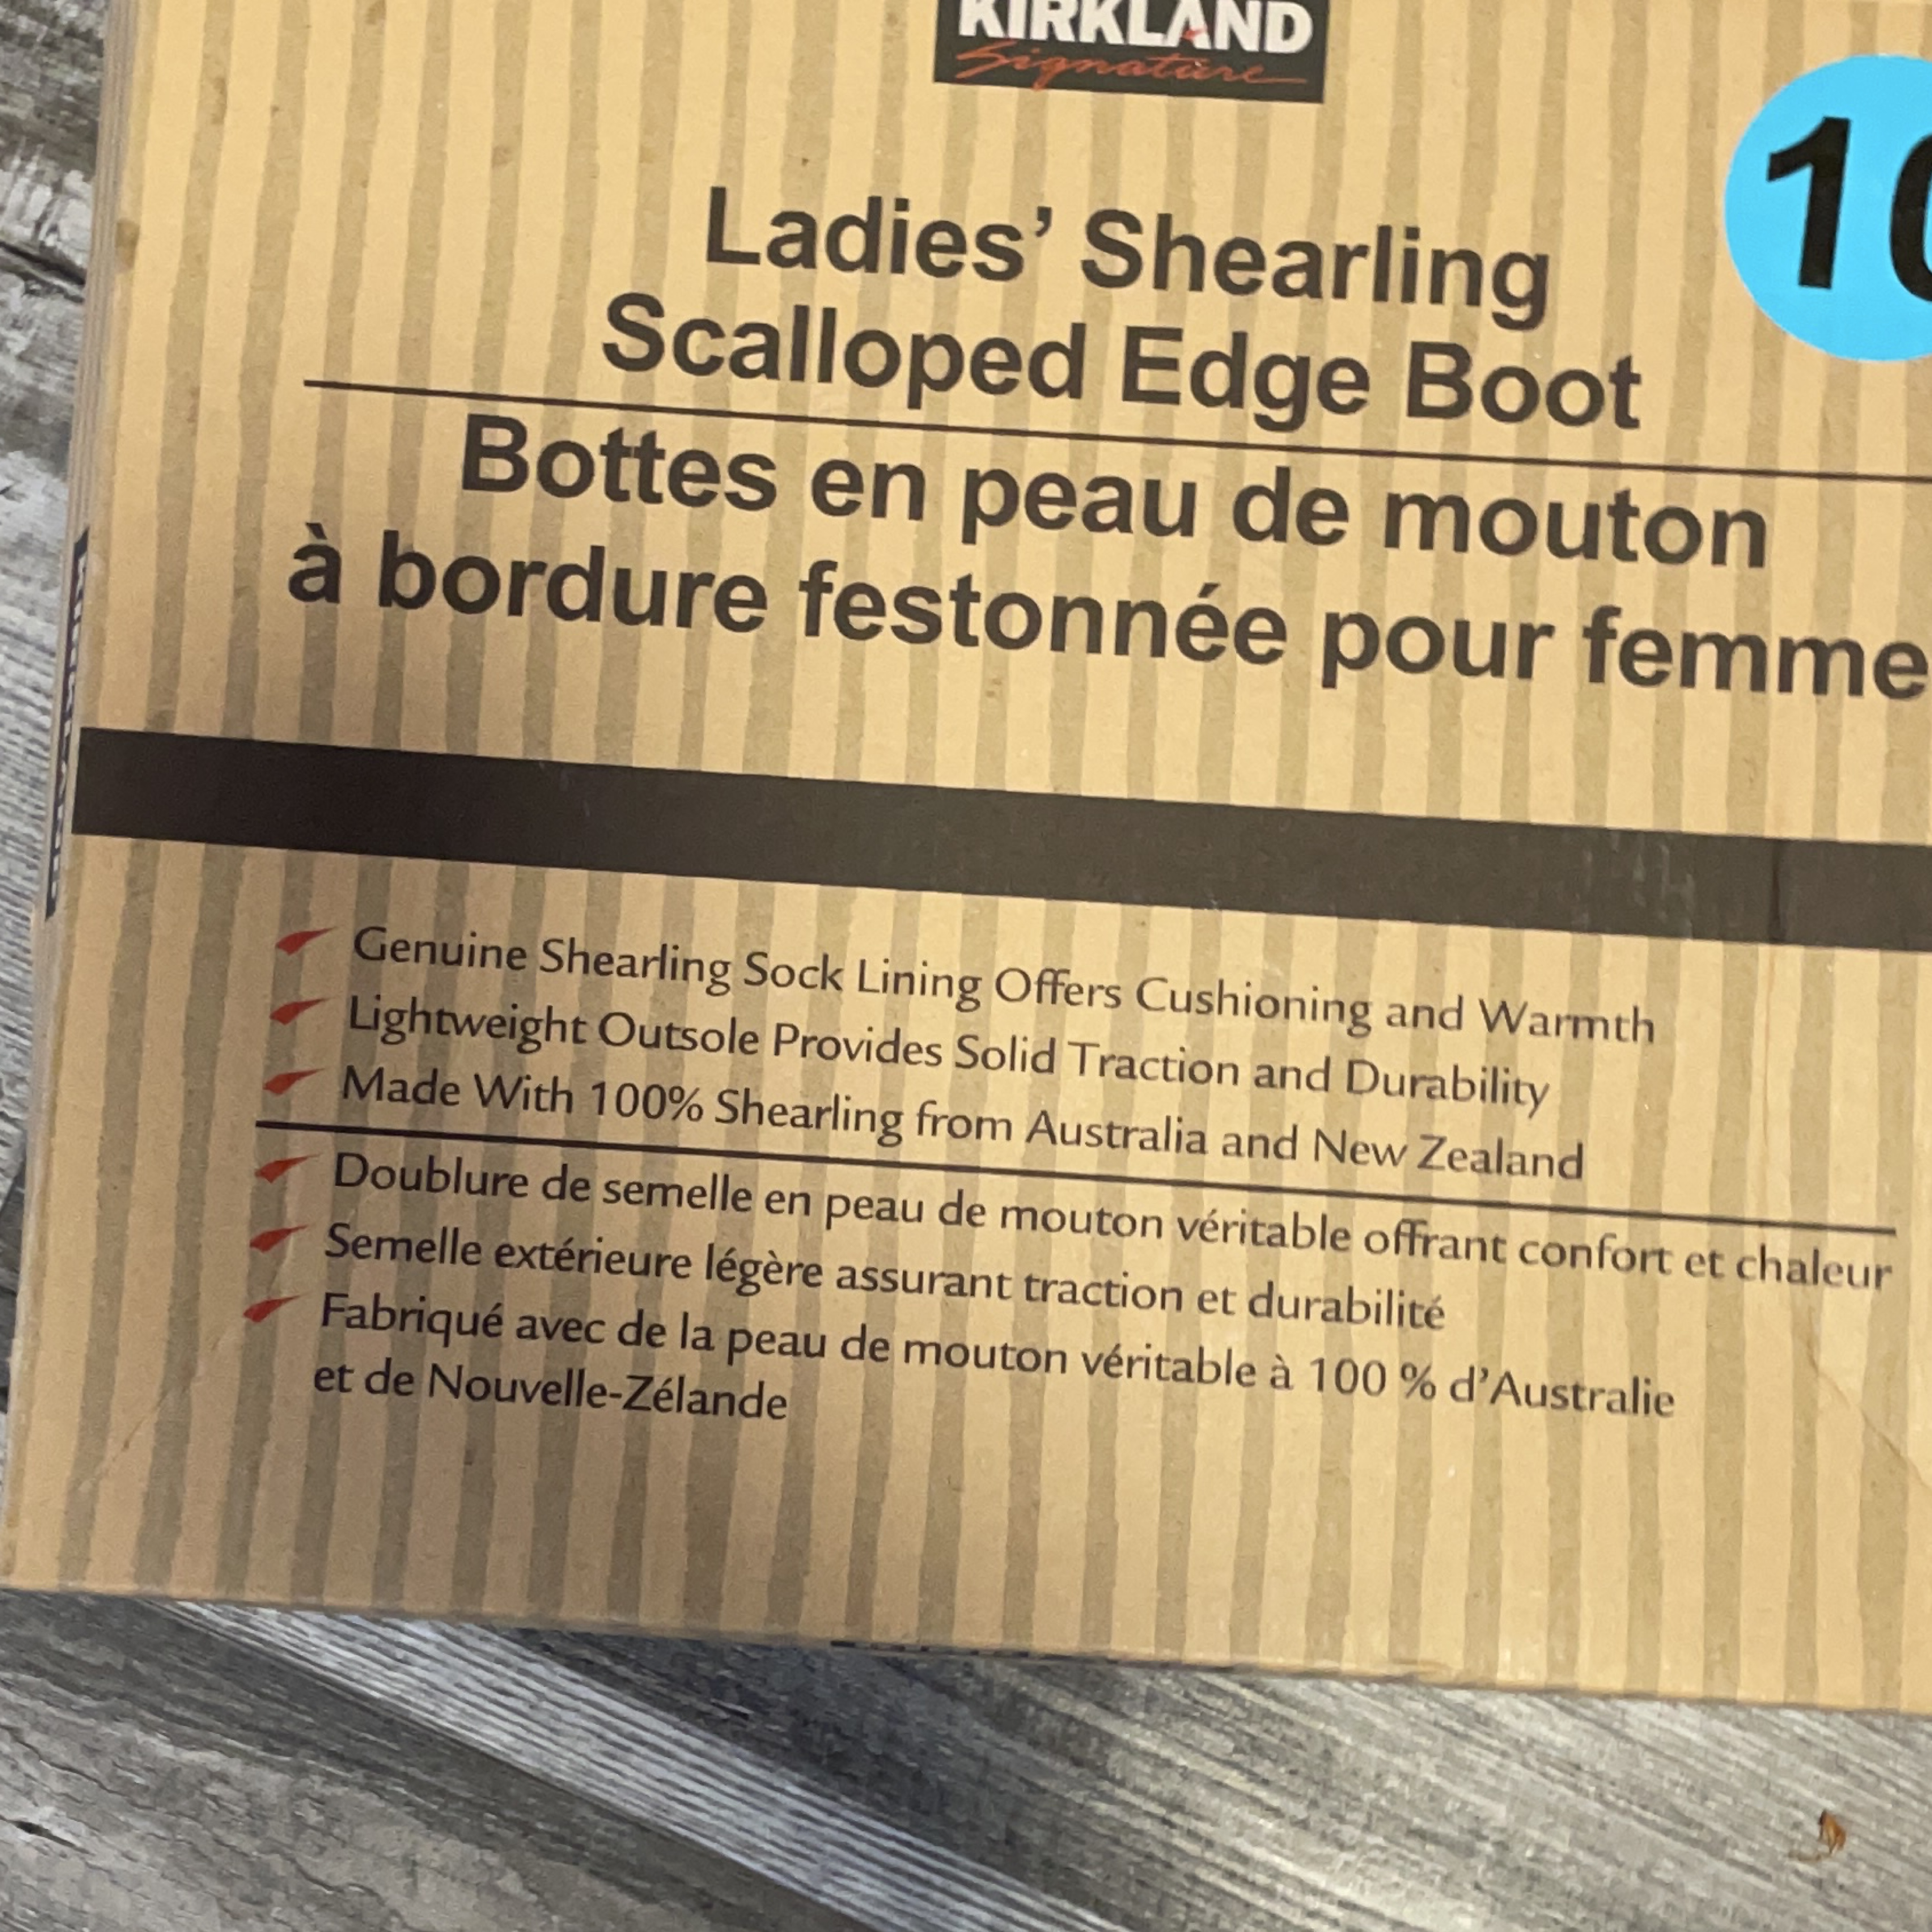 KIRKLAND
Signature
Ladies’ Shearling
Scalloped Edge Boot
Bottes en peau de mouton
à bordure festonnée pour femme
Genuine Shearling Sock Lining Offers Cushioning and Warmth
Lightweight Outsole Provides Solid Traction and Durability
Made With 100% Shearling from Australia and New Zealand
Doublure de semelle en peau de mouton véritable offrant confort et chaleur
Semelle extérieure légère assurant traction et durabilité
Fabriqué avec de la peau de mouton véritable à 100 % d’Australie
et de Nouvelle-Zélande